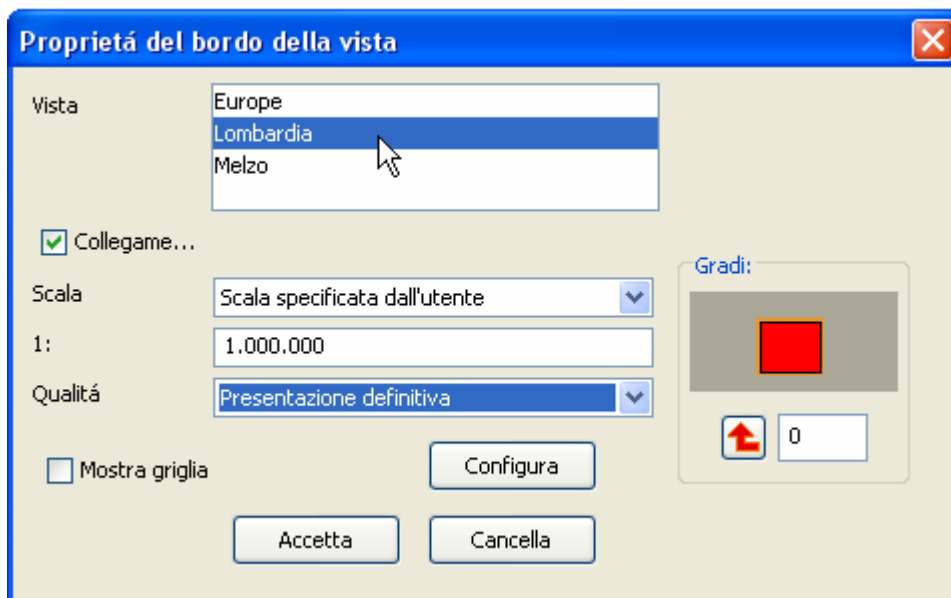 Proprietá del bordo della vista
Vista
Europe
Lombardia
Melzo
Collegame...
Gradi:
Scala
Scala specificata dall'utente
1:
1.000.000
Qualitá
Presentazione definitiva
0
Mostra griglia
Configura
Accetta
Cancella